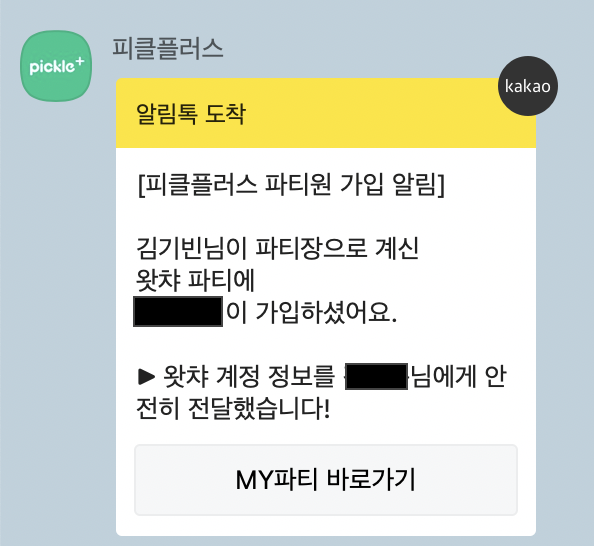 pickle+
피클플러스
kakao
알림톡 도착
[피클플러스 파티원 가입 알림]
김기빈님이 파티장으로 계신
왓챠 파티에
이 가입하셨어요.
▶ 왓챠 계정 정보를 님에게 안
전히 전달했습니다!
MY파티 바로가기